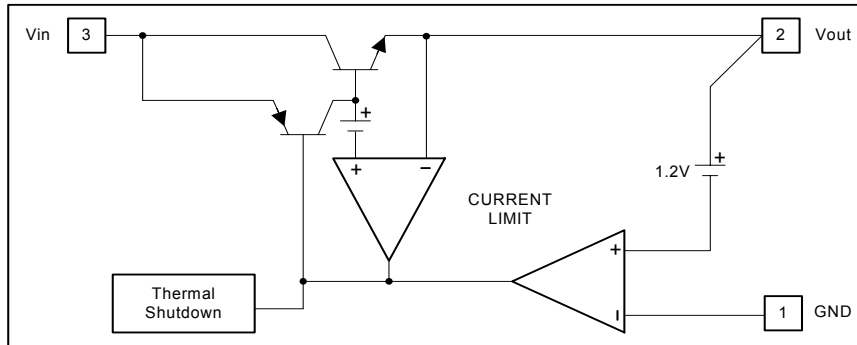 Vin 3
2 Vout
+
+ −
+
1.2V
CURRENT
LIMIT
+
−
Thermal
Shutdown
1 GND